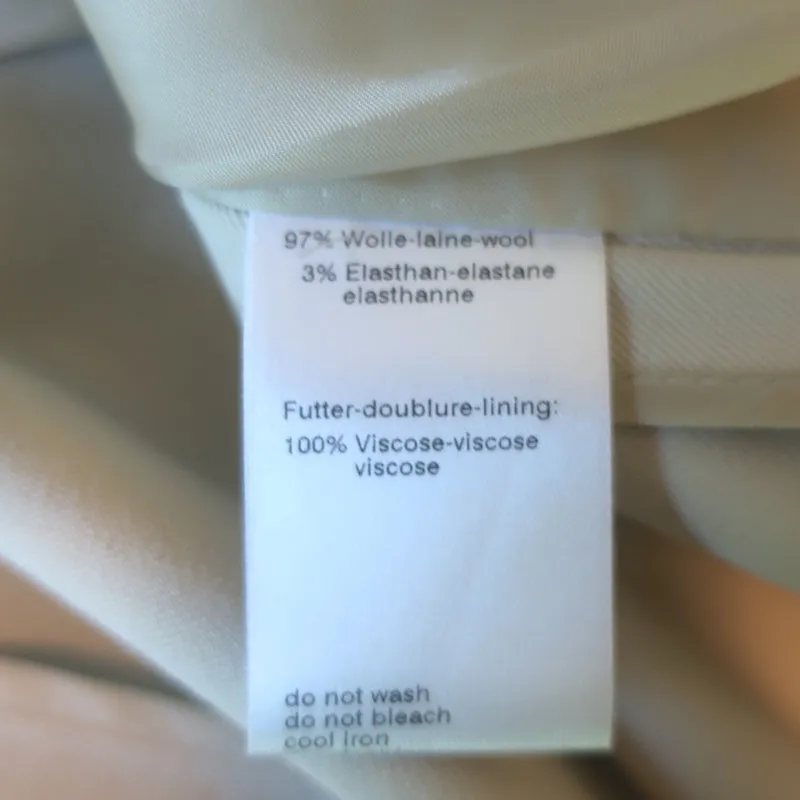 97% Wolle-laine-wool
3% Elasthan-elastane
elasthanne
Futter-doublure-lining:
100% Viscose-viscose
viscose
do not wash
do not bleach
cool iron